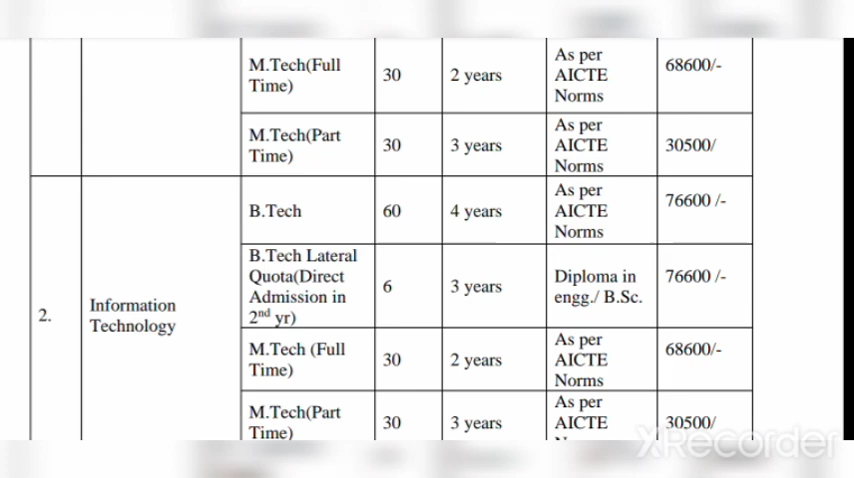 M.Tech(Full
Time)
30
2 years
As per
AICTE
Norms
68600/-
M.Tech(Part
Time)
30
3 years
As per
AICTE
Norms
30500/
2.
Information
Technology
B.Tech
60
4 years
As per
AICTE
Norms
76600 /-
B.Tech Lateral
Quota(Direct
Admission in
2nd yr)
6
3 years
Diploma in
engg./ B.Sc.
76600 /-
M.Tech (Full
Time)
30
2 years
As per
AICTE
Norms
68600/-
M.Tech(Part
Time)
30
3 years
As per
AICTE
30500/
XRecorder